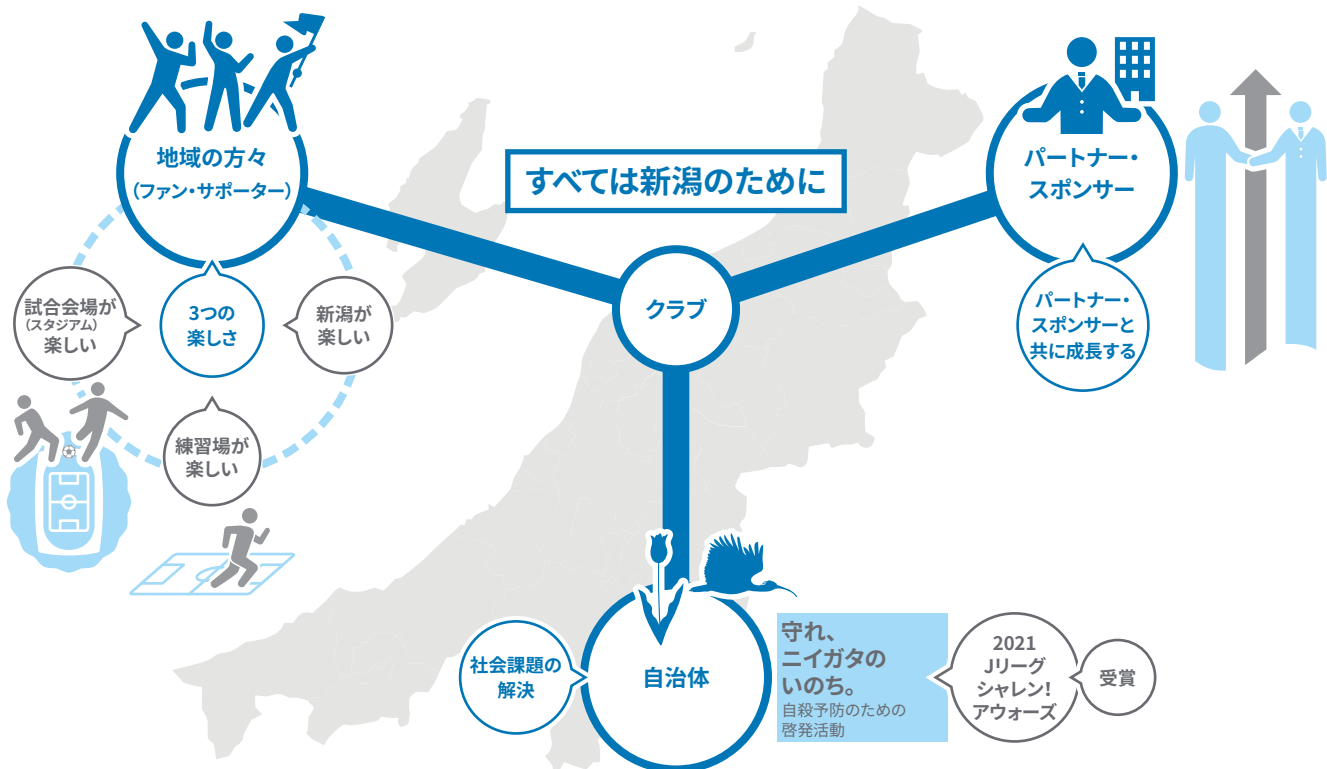 すべては新潟のために
地域の方々
（ファン・サポーター）
試合会場が
（スタジアム）
楽しい
3つの
楽しさ
新潟が
楽しい
練習場が
楽しい
クラブ
パートナー・
スポンサー
パートナー・
スポンサーと
共に成長する
社会課題の
解決
自治体
守れ、
ニイガタの
いのち。
自殺予防のための
啓発活動
2021
Jリーグ
シャレン!
アウォーズ
受賞